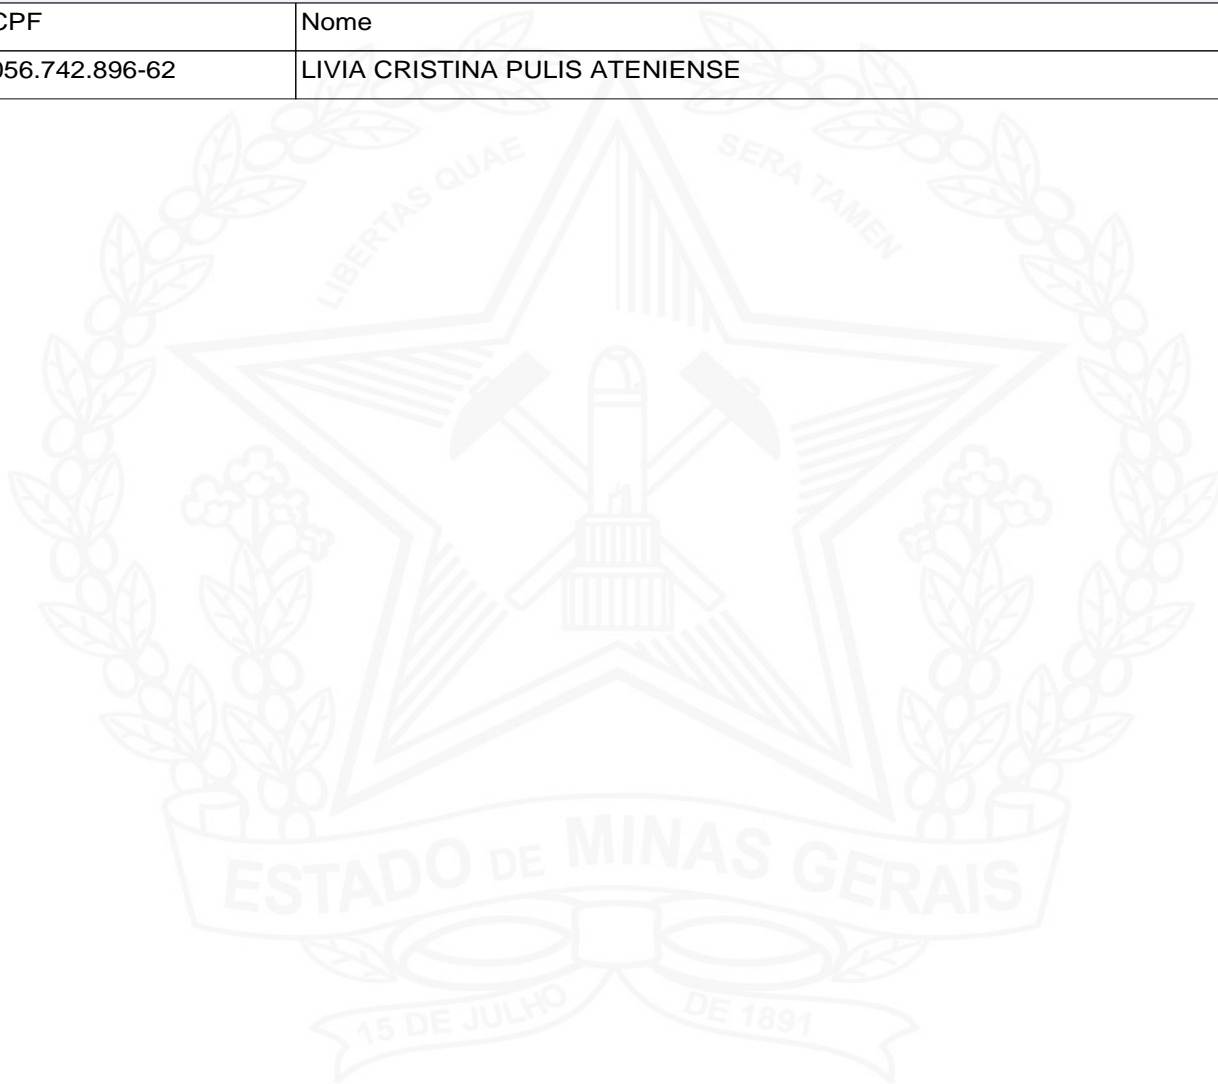 CPF Nome
056.742.896-62 LIVIA CRISTINA PULIS ATENIENSE
LIBERTAS QUAE SERA TAMEN
ESTADO DE MINAS GERAIS
15 DE JULHO DE 1891